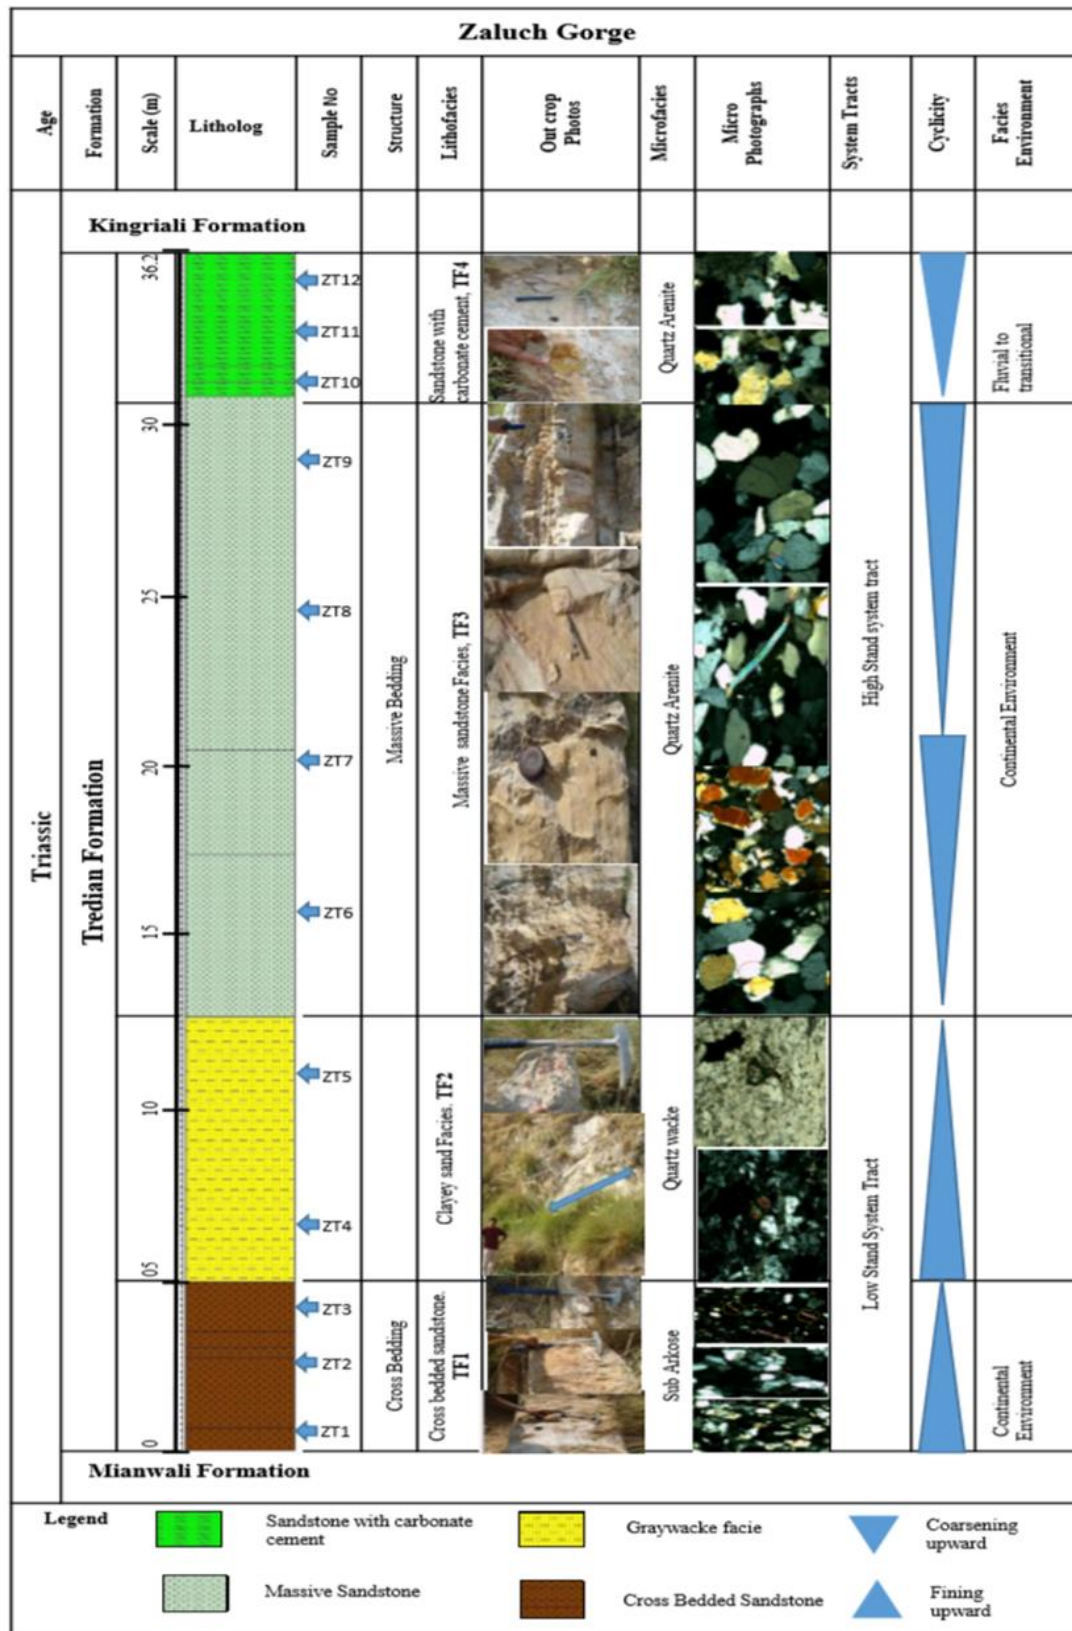 Zaluch Gorge
Age
Formation
Scale (m)
Litholog
Sample No
Structure
Lithofacies
Out crop
Photos
Microfacies
Micro
Photographs
System Tracts
Cyclicity
Facies
Environment
Kingriali Formation
Triassic
Tredian Formation
36.2
30
25
20
15
10
05
0
ZT12
ZT11
ZT10
ZT9
ZT8
ZT7
ZT6
ZT5
ZT4
ZT3
ZT2
ZT1
Massive Bedding
Cross Bedding
Sandstone with
carbonate cement, TF4
Massive sandstone Facies, TF3
Clayey sand Facies. TF2
Cross bedded sandstone.
TF1
Quartz Arenite
Quartz Arenite
Quartz wacke
Sub Arkose
High Stand system tract
Low Stand System Tract
Fluvial to
transitional
Continental Environment
Continental
Environment
Mianwali Formation
Legend
Sandstone with carbonate
cement
Graywacke facie
Coarsening
upward
Massive Sandstone
Cross Bedded Sandstone
Fining
upward